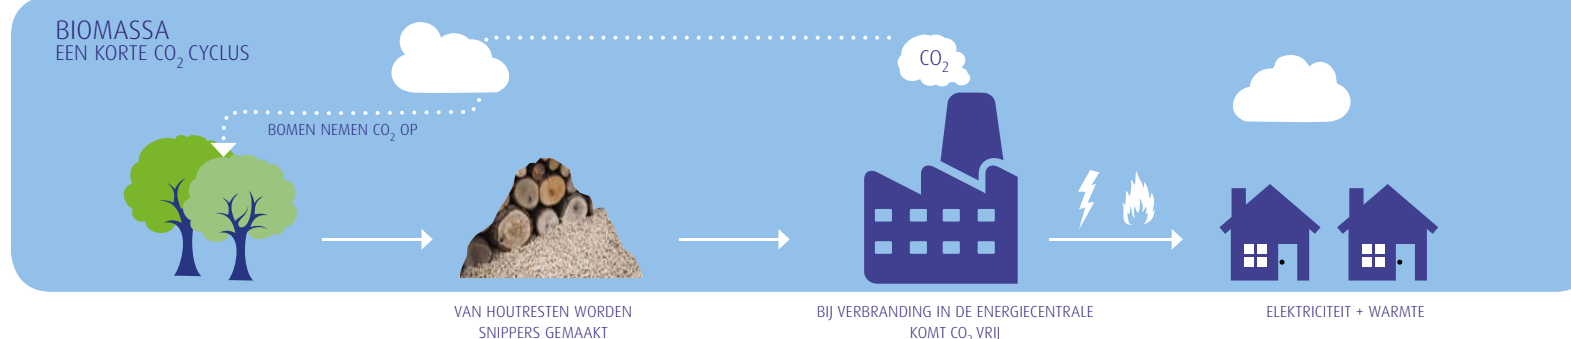 BIOMASSA
EEN KORTE CO₂ CYCLUS
CO₂
BOMEN NEMEN CO₂ OP
VAN HOUTRESTEN WORDEN
SNIPPERS GEMAAKT
BIJ VERBRANDING IN DE ENERGIECENTRALE
KOMT CO₂ VRIJ
ELEKTRICITEIT + WARMTE